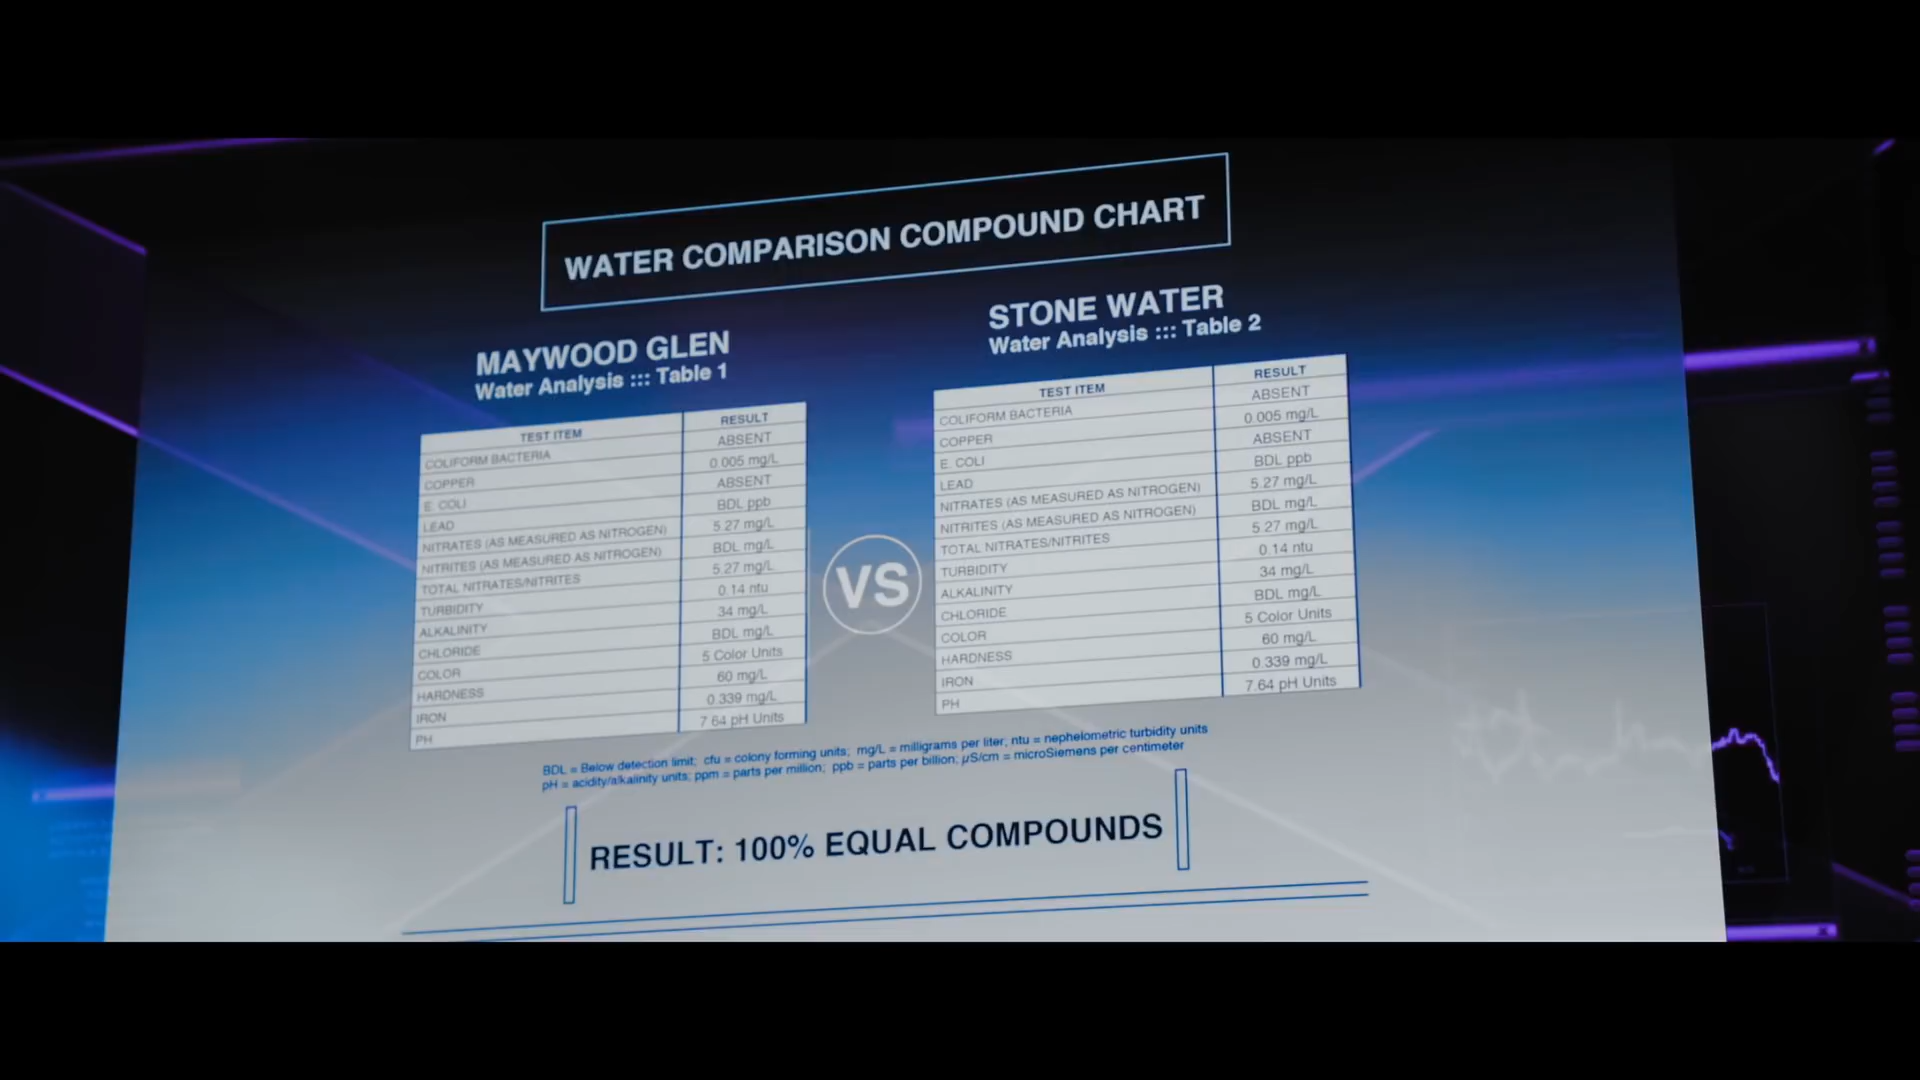 WATER COMPARISON COMPOUND CHART
MAYWOOD GLEN
Water Analysis ::: Table 1
TEST ITEM RESULT
COLIFORM BACTERIA ABSENT
COPPER 0.005 mg/L
E. COLI ABSENT
LEAD BDL ppb
NITRATES (AS MEASURED AS NITROGEN) 5.27 mg/L
NITRITES (AS MEASURED AS NITROGEN) BDL mg/L
TOTAL NITRATES/NITRITES 5.27 mg/L
TURBIDITY 0.14 ntu
ALKALINITY 34 mg/L
CHLORIDE BDL mg/L
COLOR 5 Color Units
HARDNESS 60 mg/L
IRON 0.339 mg/L
PH 7.64 pH Units
VS
STONE WATER
Water Analysis ::: Table 2
TEST ITEM RESULT
COLIFORM BACTERIA ABSENT
COPPER 0.005 mg/L
E. COLI ABSENT
LEAD BDL ppb
NITRATES (AS MEASURED AS NITROGEN) 5.27 mg/L
NITRITES (AS MEASURED AS NITROGEN) BDL mg/L
TOTAL NITRATES/NITRITES 5.27 mg/L
TURBIDITY 0.14 ntu
ALKALINITY 34 mg/L
CHLORIDE BDL mg/L
COLOR 5 Color Units
HARDNESS 60 mg/L
IRON 0.339 mg/L
PH 7.64 pH Units
BDL = Below detection limit; cfu = colony forming units; mg/L = milligrams per liter; ntu = nephelometric turbidity units
pH = acidity/alkalinity units; ppm = parts per million; ppb = parts per billion; µS/cm = microSiemens per centimeter
RESULT: 100% EQUAL COMPOUNDS